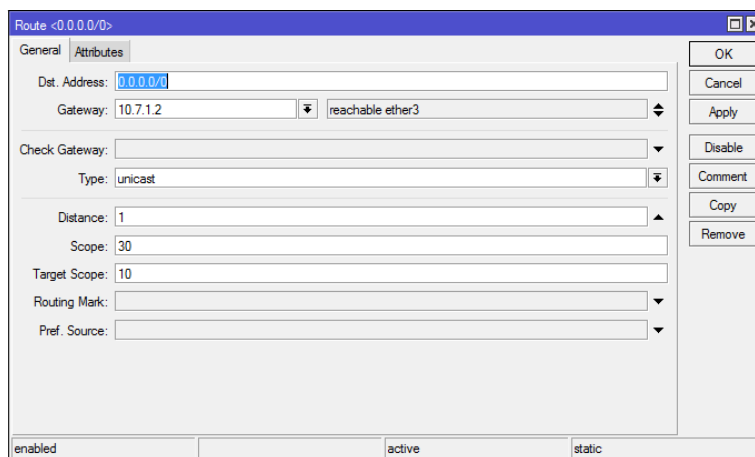 Route <0.0.0.0/0>
General Attributes
OK
Dst. Address: 0.0.0.0/0
Cancel
Gateway: 10.7.1.2 reachable ether3
Apply
Check Gateway:
Disable
Type: unicast
Comment
Distance: 1
Copy
Scope: 30
Remove
Target Scope: 10
Routing Mark:
Pref. Source:
enabled active static